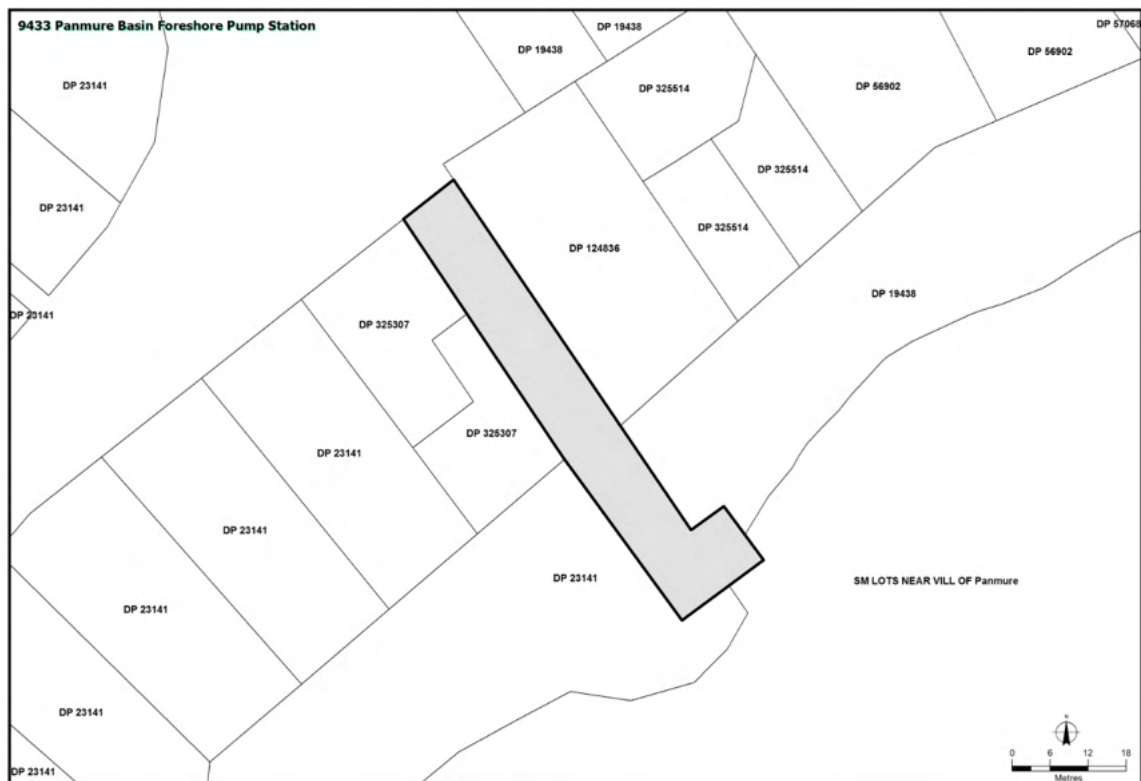 9433 Panmure Basin Foreshore Pump Station
DP 19438
DP 57068
DP 19438
DP 56902
DP 23141
DP 325514
DP 56902
DP 325514
DP 23141
DP 325514
DP 124836
DP 19438
DP 23141
DP 325307
DP 325307
DP 23141
DP 23141
DP 23141
SM LOTS NEAR VILL OF Panmure
DP 23141
DP 23141
N
0 6 12 18
Metres
DP 23141